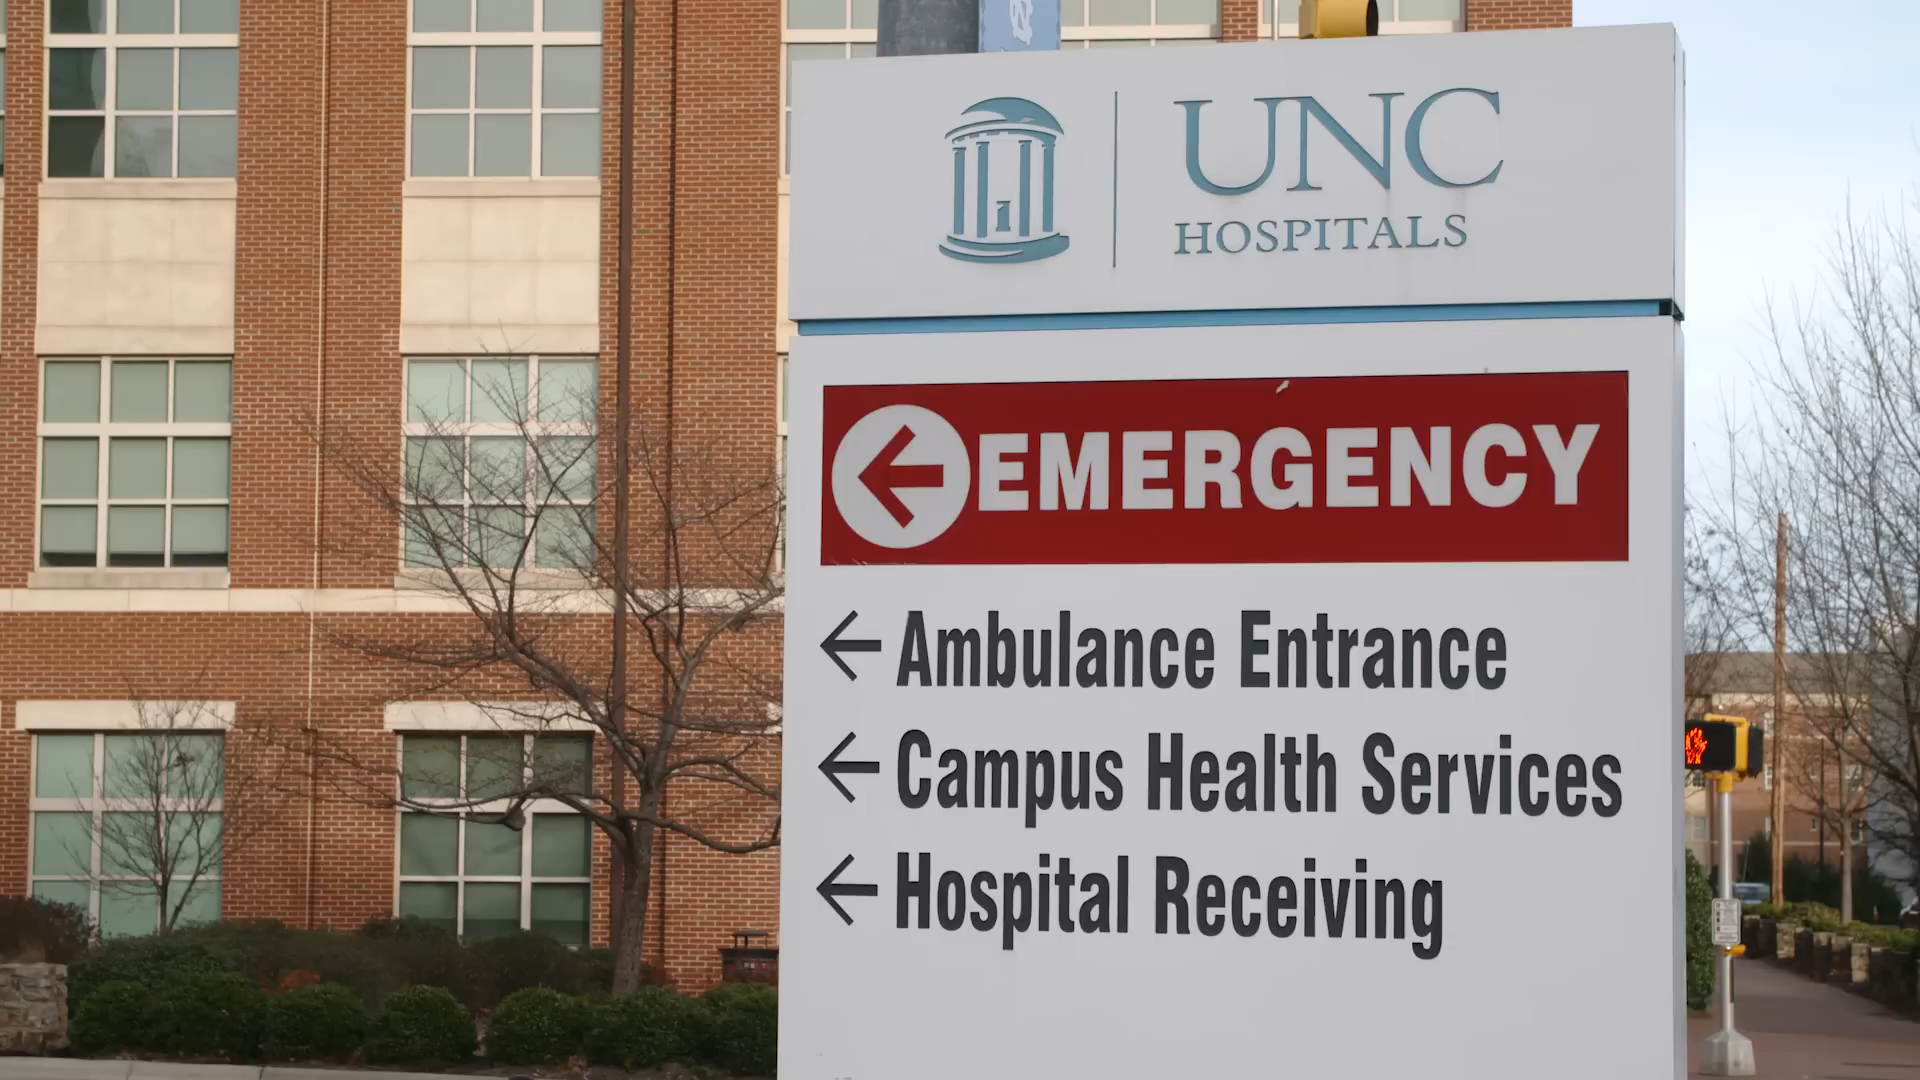 UNC
HOSPITALS
EMERGENCY
Ambulance Entrance
Campus Health Services
Hospital Receiving